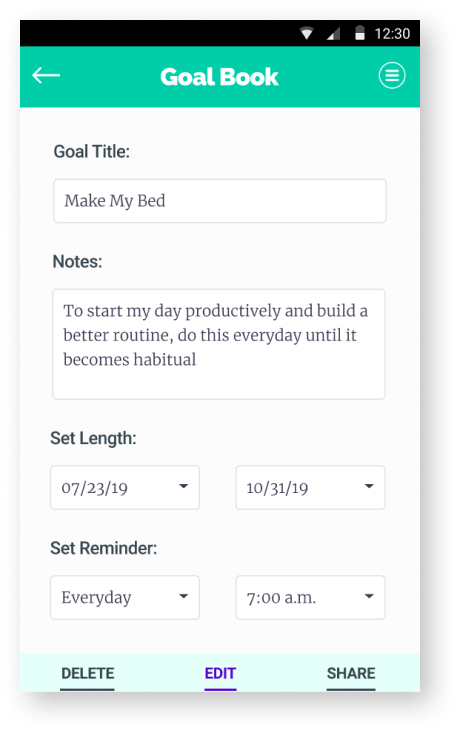 12:30
Goal Book
Goal Title:
Make My Bed
Notes:
To start my day productively and build a
better routine, do this everyday until it
becomes habitual
Set Length:
07/23/19 10/31/19
Set Reminder:
Everyday 7:00 a.m.
DELETE EDIT SHARE